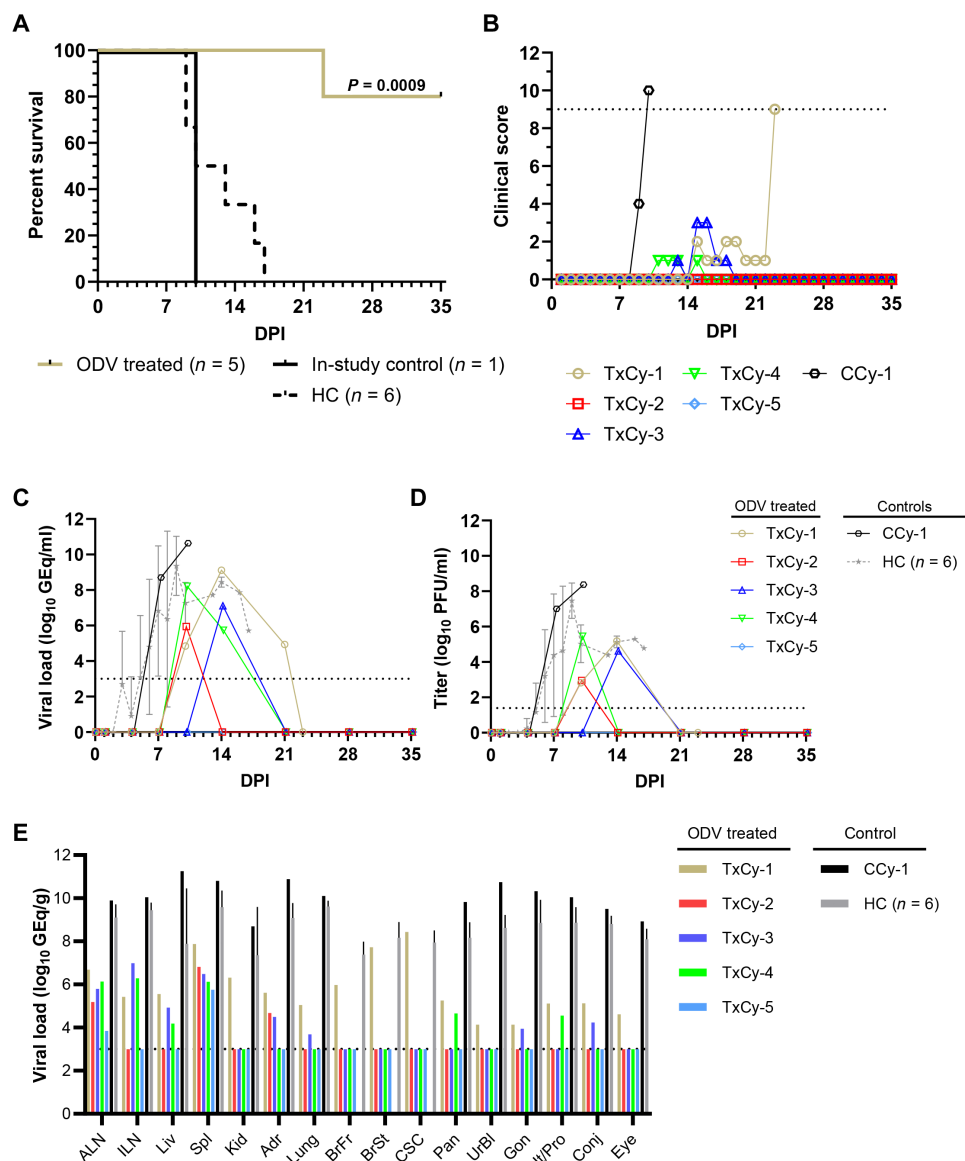 A
100
80
60
40
20
0
Percent survival
P = 0.0009
0
7
14
21
28
35
DPI
ODV treated (n = 5)
In-study control (n = 1)
HC (n = 6)
B
12
10
8
6
4
2
0
Clinical score
0
7
14
21
28
35
DPI
TxCy-1
TxCy-4
CCy-1
TxCy-2
TxCy-5
TxCy-3
C
12
10
8
6
4
2
0
Viral load (log10 GEq/ml)
0
7
14
21
28
35
DPI
D
12
10
8
6
4
2
0
Titer (log10 PFU/ml)
0
7
14
21
28
35
DPI
ODV treated
Controls
TxCy-1
CCy-1
TxCy-2
HC (n = 6)
TxCy-3
TxCy-4
TxCy-5
E
12
10
8
6
4
2
0
Viral load (log10 GEq/g)
ALN
ILN
Liv
Spl
Kid
Adr
Lung
BrFr
BrSt
CSC
Pan
UrBl
Gon
Conj
Eye
ODV treated
Control
TxCy-1
CCy-1
TxCy-2
HC (n = 6)
TxCy-3
TxCy-4
TxCy-5